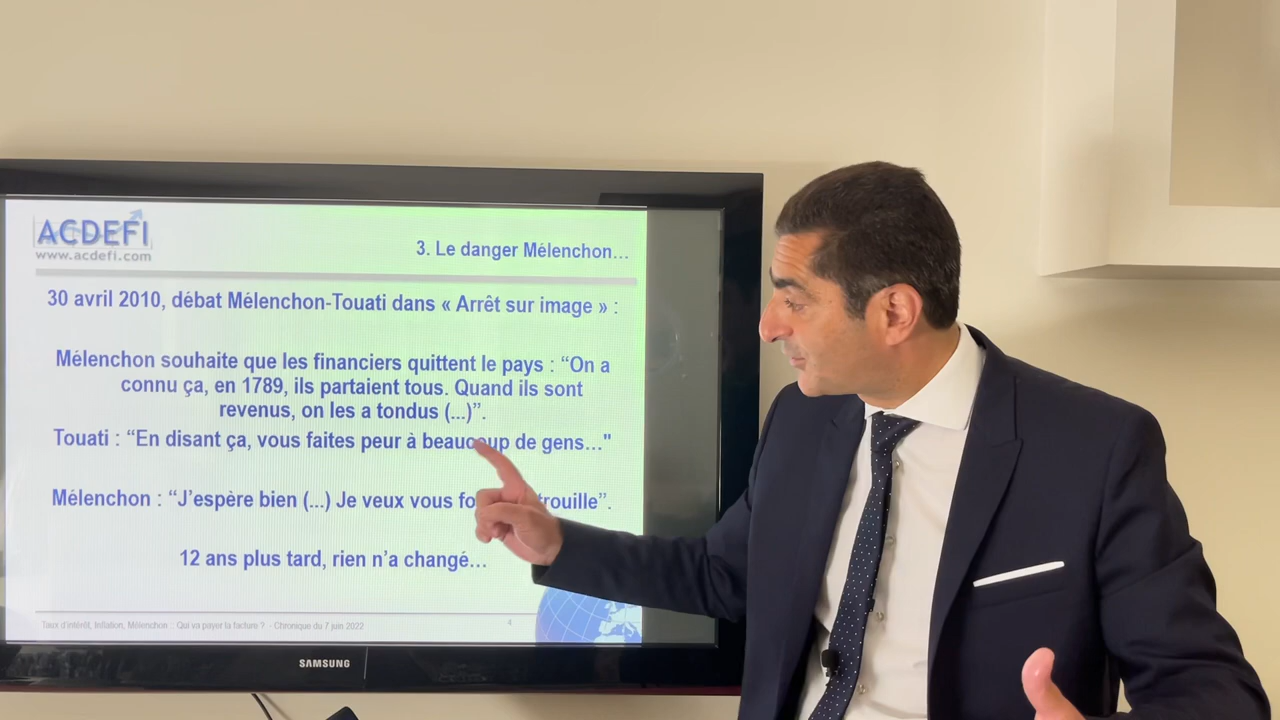 ACDEFI
www.acdefi.com
3. Le danger Mélenchon…
30 avril 2010, débat Mélenchon-Touati dans « Arrêt sur image » :
Mélenchon souhaite que les financiers quittent le pays : “On a
connu ça, en 1789, ils partaient tous. Quand ils sont
revenus, on les a tondus (...)”.
Touati : “En disant ça, vous faites peur à beaucoup de gens…"
Mélenchon : “J’espère bien (...) Je veux vous fo trouille”.
12 ans plus tard, rien n’a changé…
Taux d'intérêt, Inflation, Mélenchon : Qui va payer la facture ? - Chronique du 7 juin 2022
4
SAMSUNG